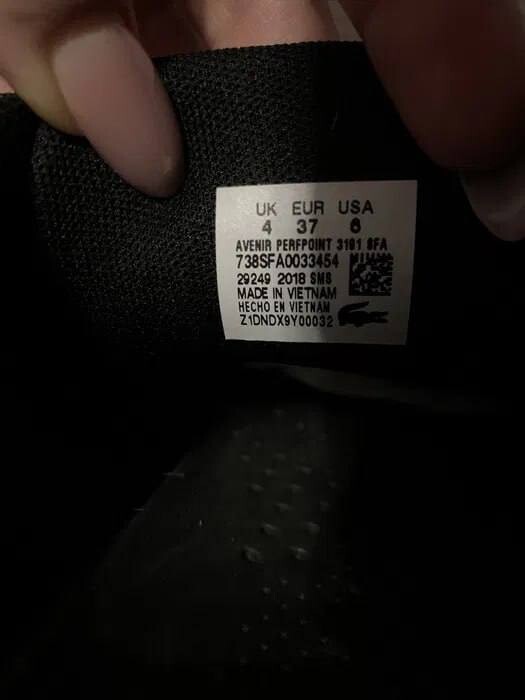 UK EUR USA
4 37 6
AVENIR PERFPOINT 3191 SFA
738SFA0033454
29249 2018 SMS
MADE IN VIETNAM
HECHO EN VIETNAM
Z1DNDX9Y00032